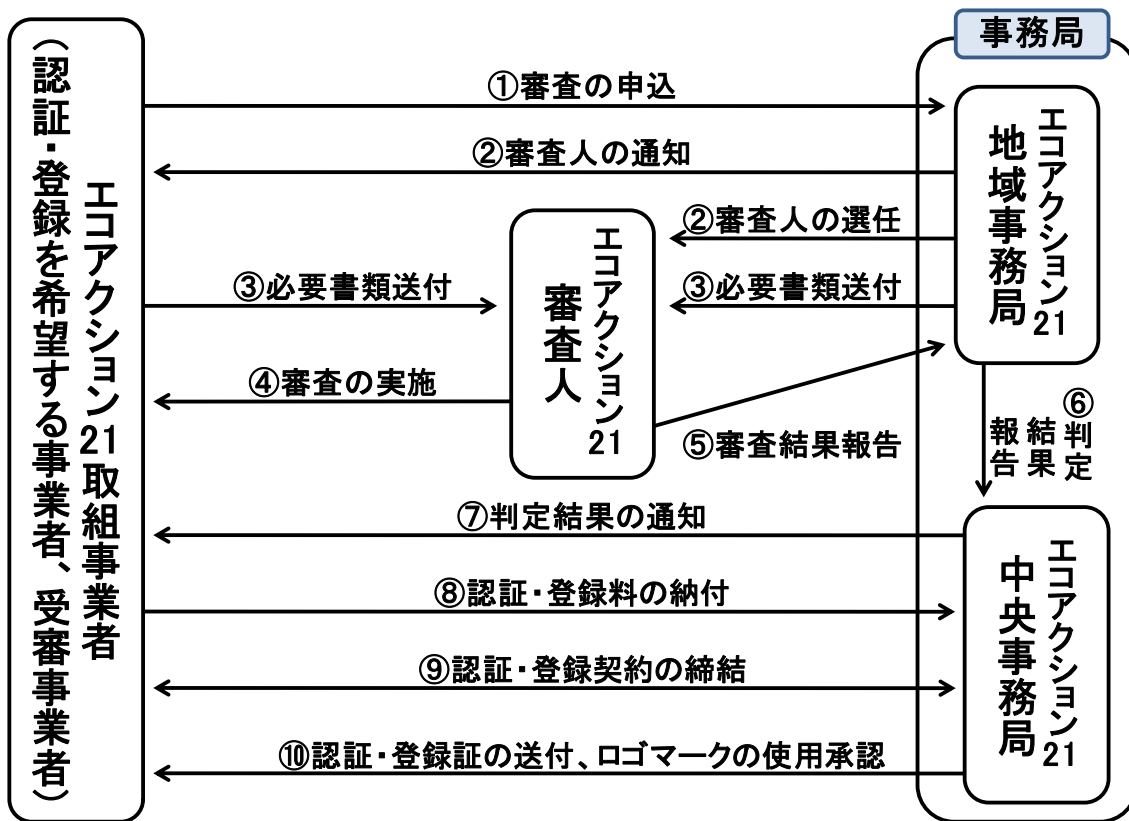 事務局
エコアクション21取組事業者
（認証・登録を希望する事業者、受審事業者）
①審査の申込
②審査人の通知
エコアクション21
地域事務局
②審査人の選任
エコアクション21
審査人
③必要書類送付
③必要書類送付
④審査の実施
⑤審査結果報告
⑥判定
結果
報告
⑦判定結果の通知
エコアクション21
中央事務局
⑧認証・登録料の納付
⑨認証・登録契約の締結
⑩認証・登録証の送付、ロゴマークの使用承認